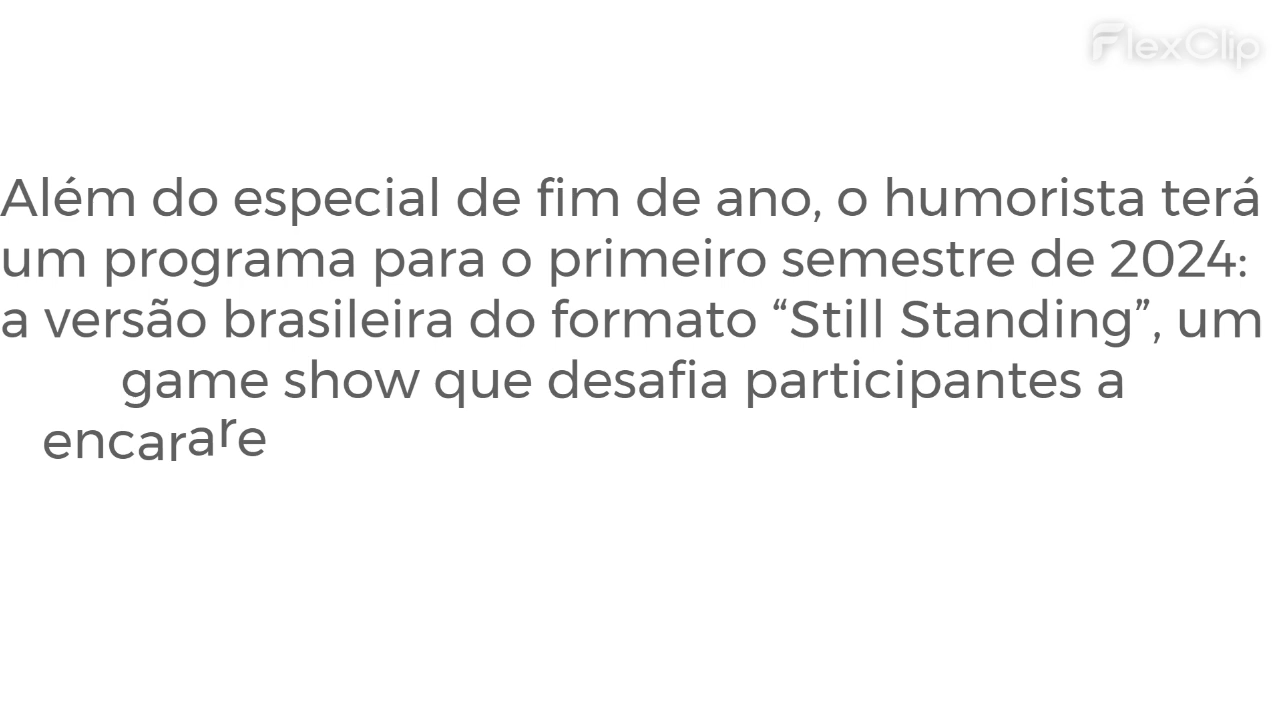 FlexClip
Além do especial de fim de ano, o humorista terá
um programa para o primeiro semestre de 2024:
a versão brasileira do formato “Still Standing”, um
game show que desafia participantes a
encarare